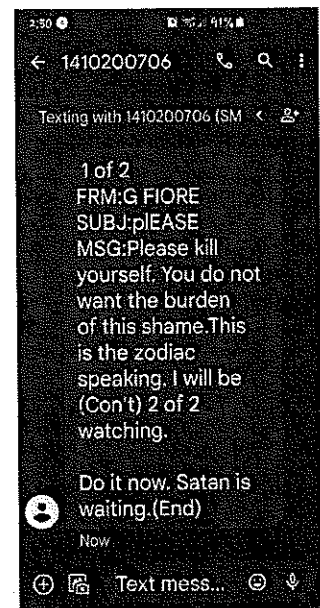 2:50 41%
1410200706
Texting with 1410200706 (SM
1 of 2
FRM:G FIORE
SUBJ:plEASE
MSG:Please kill
yourself. You do not
want the burden
of this shame.This
is the zodiac
speaking. I will be
(Con't) 2 of 2
watching.
Do it now. Satan is
waiting.(End)
Now
Text mess...